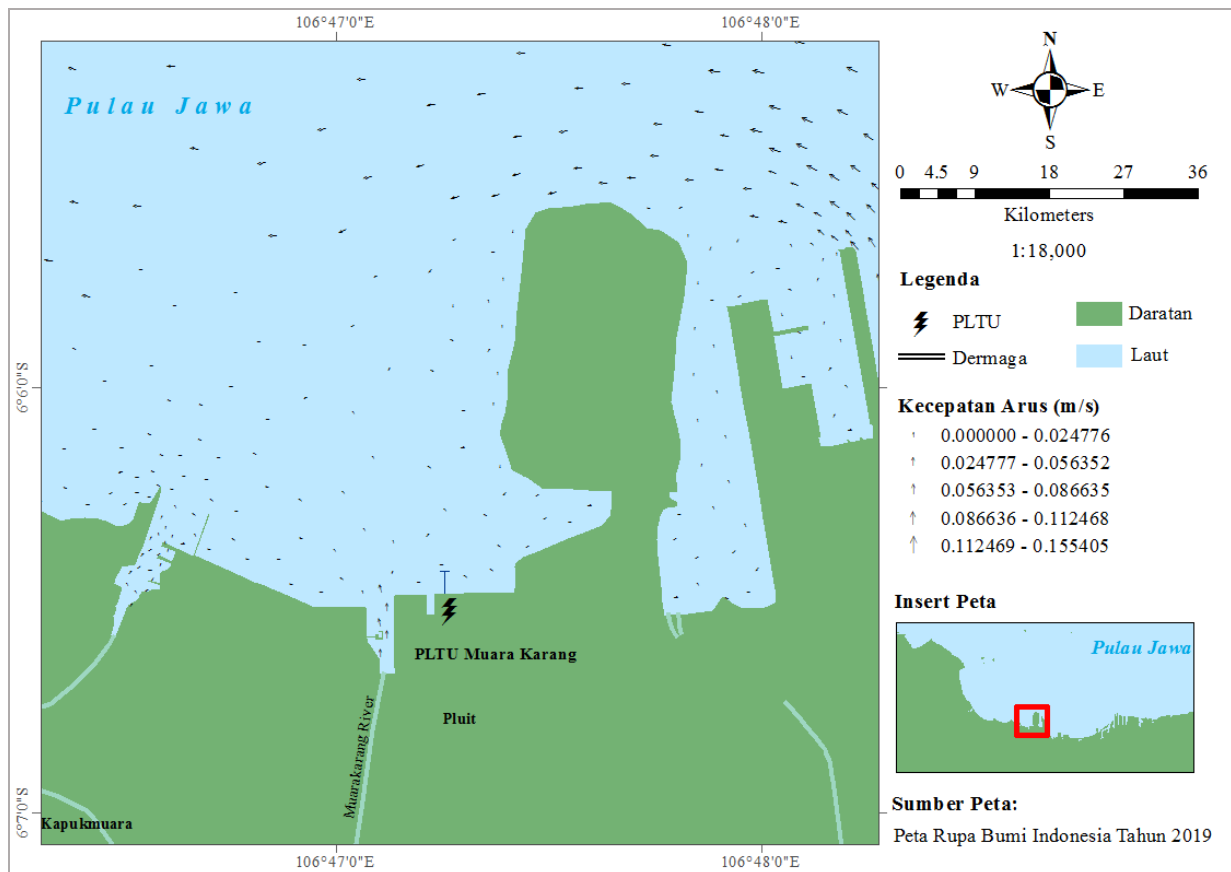 106°47'0"E
106°48'0"E
Pulau Jawa
6°6'0"S
6°7'0"S
PLTU Muara Karang
Pluit
Muarakarang River
Kapukmuara
106°47'0"E
106°48'0"E
N
W
E
S
0 4.5 9 18 27 36
Kilometers
1:18,000
Legenda
PLTU
Daratan
Dermaga
Laut
Kecepatan Arus (m/s)
0.000000 - 0.024776
0.024777 - 0.056352
0.056353 - 0.086635
0.086636 - 0.112468
0.112469 - 0.155405
Insert Peta
Pulau Jawa
Sumber Peta:
Peta Rupa Bumi Indonesia Tahun 2019